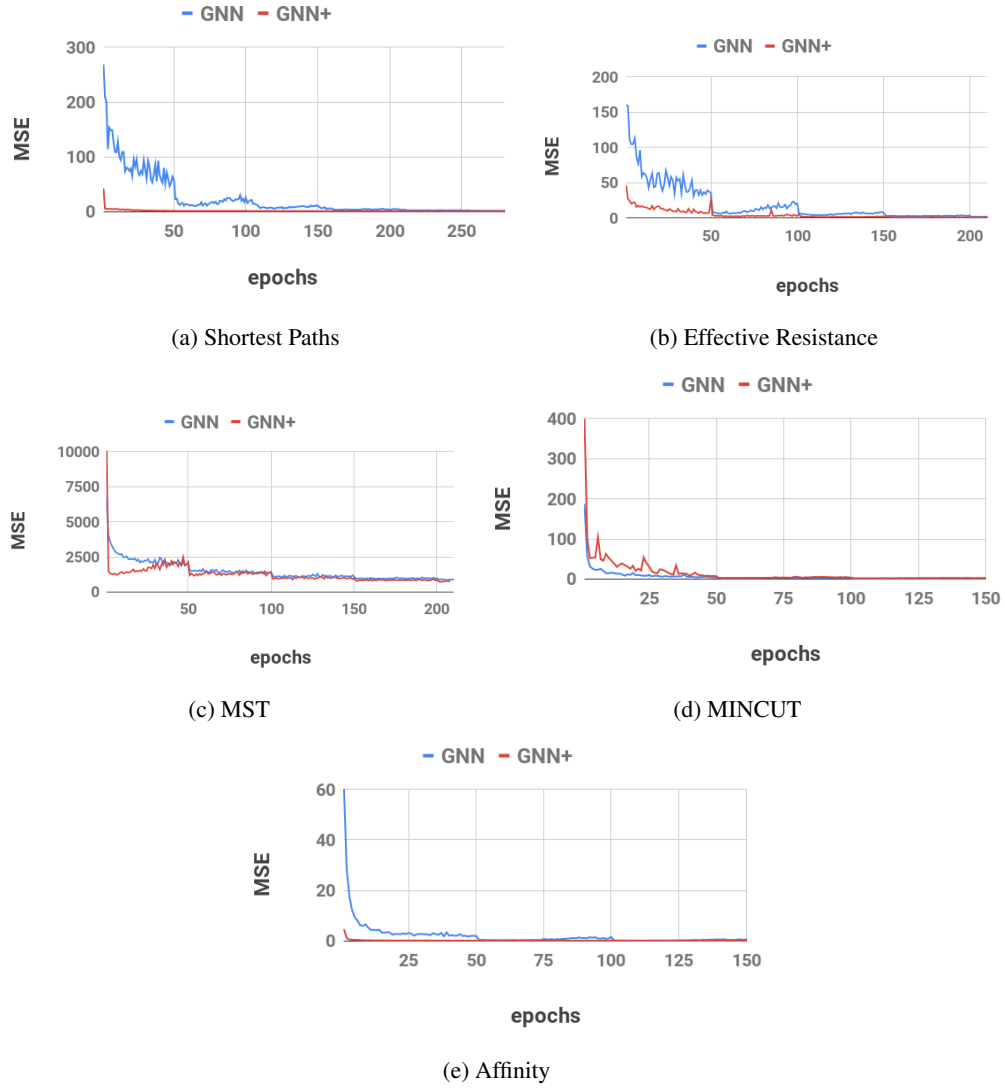 GNN GNN+
300
200
100
0
MSE
50 100 150 200 250
epochs
(a) Shortest Paths
GNN GNN+
200
150
100
50
0
MSE
50 100 150 200
epochs
(b) Effective Resistance
GNN GNN+
10000
7500
5000
2500
0
MSE
50 100 150 200
epochs
(c) MST
GNN GNN+
400
300
200
100
0
MSE
25 50 75 100 125 150
epochs
(d) MINCUT
GNN GNN+
60
40
20
0
MSE
25 50 75 100 125 150
epochs
(e) Affinity